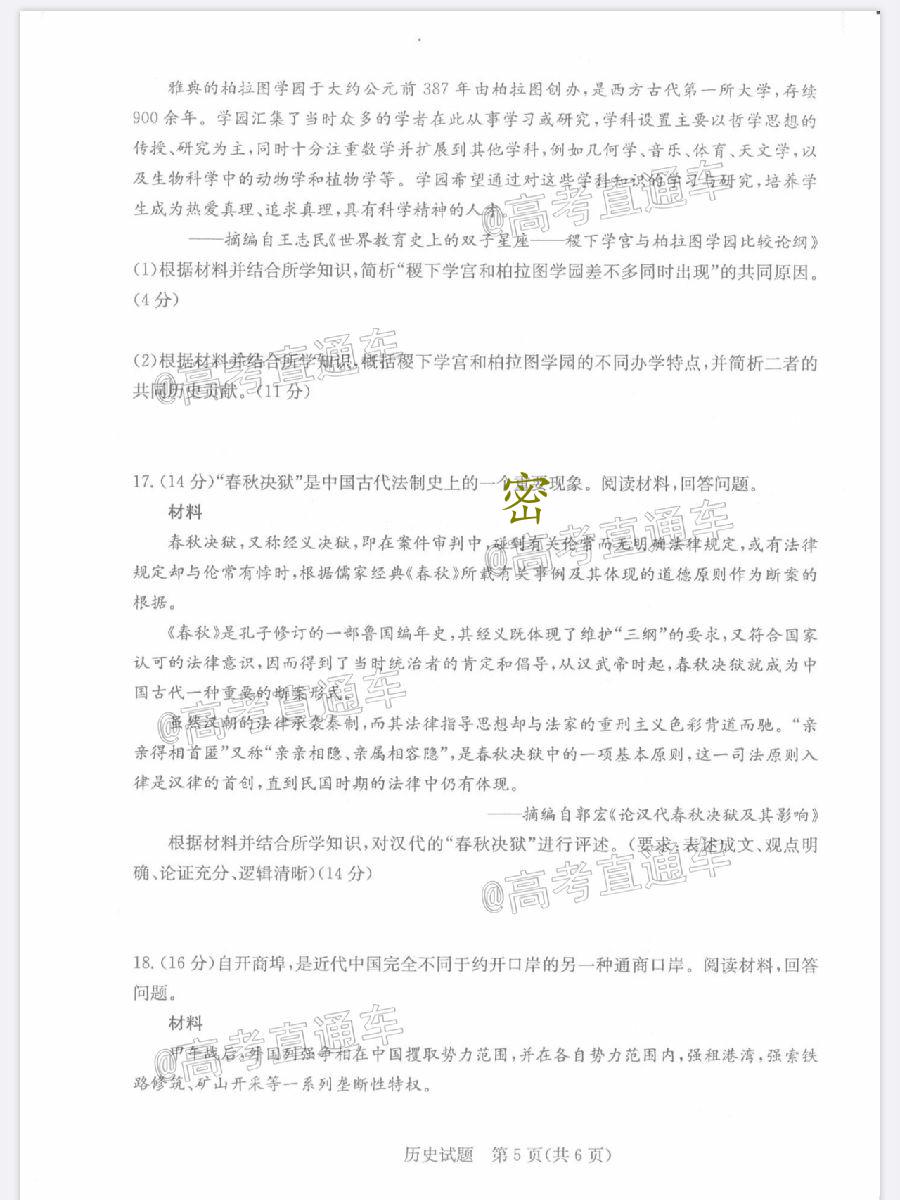 雅典的柏拉图学园于大约公元前 387 年由柏拉图创办,是西方古代第一所大学,存续
900 余年。学园汇集了当时众多的学者在此从事学习或研究,学科设置主要以哲学思想的
传授、研究为主,同时十分注重数学并扩展到其他学科,例如几何学、音乐、体育、天文学,以
及生物科学中的动物学和植物学等。学园希望通过对这些学科知识的学习与研究,培养学
生成为热爱真理、追求真理,具有科学精神的人才。
@高考直通车
——摘编自王志民《世界教育史上的双子星座——稷下学宫与柏拉图学园比较论纲》
(1)根据材料并结合所学知识,简析“稷下学宫和柏拉图学园差不多同时出现”的共同原因。
(4 分)
(2)根据材料并结合所学知识,概括稷下学宫和柏拉图学园的不同办学特点,并简析二者的
共同历史贡献。(11 分)
@高考直通车
17.(14 分)“春秋决狱”是中国古代法制史上的一个重要现象。阅读材料,回答问题。
密
材料
春秋决狱,又称经义决狱,即在案件审判中,碰到有关伦常而无明确法律规定,或有法律
规定却与伦常有悖时,根据儒家经典《春秋》所载有关事例及其体现的道德原则作为断案的
根据。
@高考直通车
《春秋》是孔子修订的一部鲁国编年史,其经义既体现了维护“三纲”的要求,又符合国家
认可的法律意识,因而得到了当时统治者的肯定和倡导,从汉武帝时起,春秋决狱就成为中
国古代一种重要的断案形式。
@高考直通车
虽然汉朝的法律承袭秦制,而其法律指导思想却与法家的重刑主义色彩背道而驰。“亲
亲得相首匿”又称“亲亲相隐、亲属相容隐”,是春秋决狱中的一项基本原则,这一司法原则入
律是汉律的首创,直到民国时期的法律中仍有体现。
——摘编自郭宏《论汉代春秋决狱及其影响》
根据材料并结合所学知识,对汉代的“春秋决狱”进行评述。(要求:表述成文、观点明
确、论证充分、逻辑清晰)(14 分)
@高考直通车
18.(16 分)自开商埠,是近代中国完全不同于约开口岸的另一种通商口岸。阅读材料,回答
问题。
材料
@高考直通车
甲午战后,外国列强争相在中国攫取势力范围,并在各自势力范围内,强租港湾,强索铁
路修筑、矿山开采等一系列垄断性特权。
历史试题 第 5 页(共 6 页)